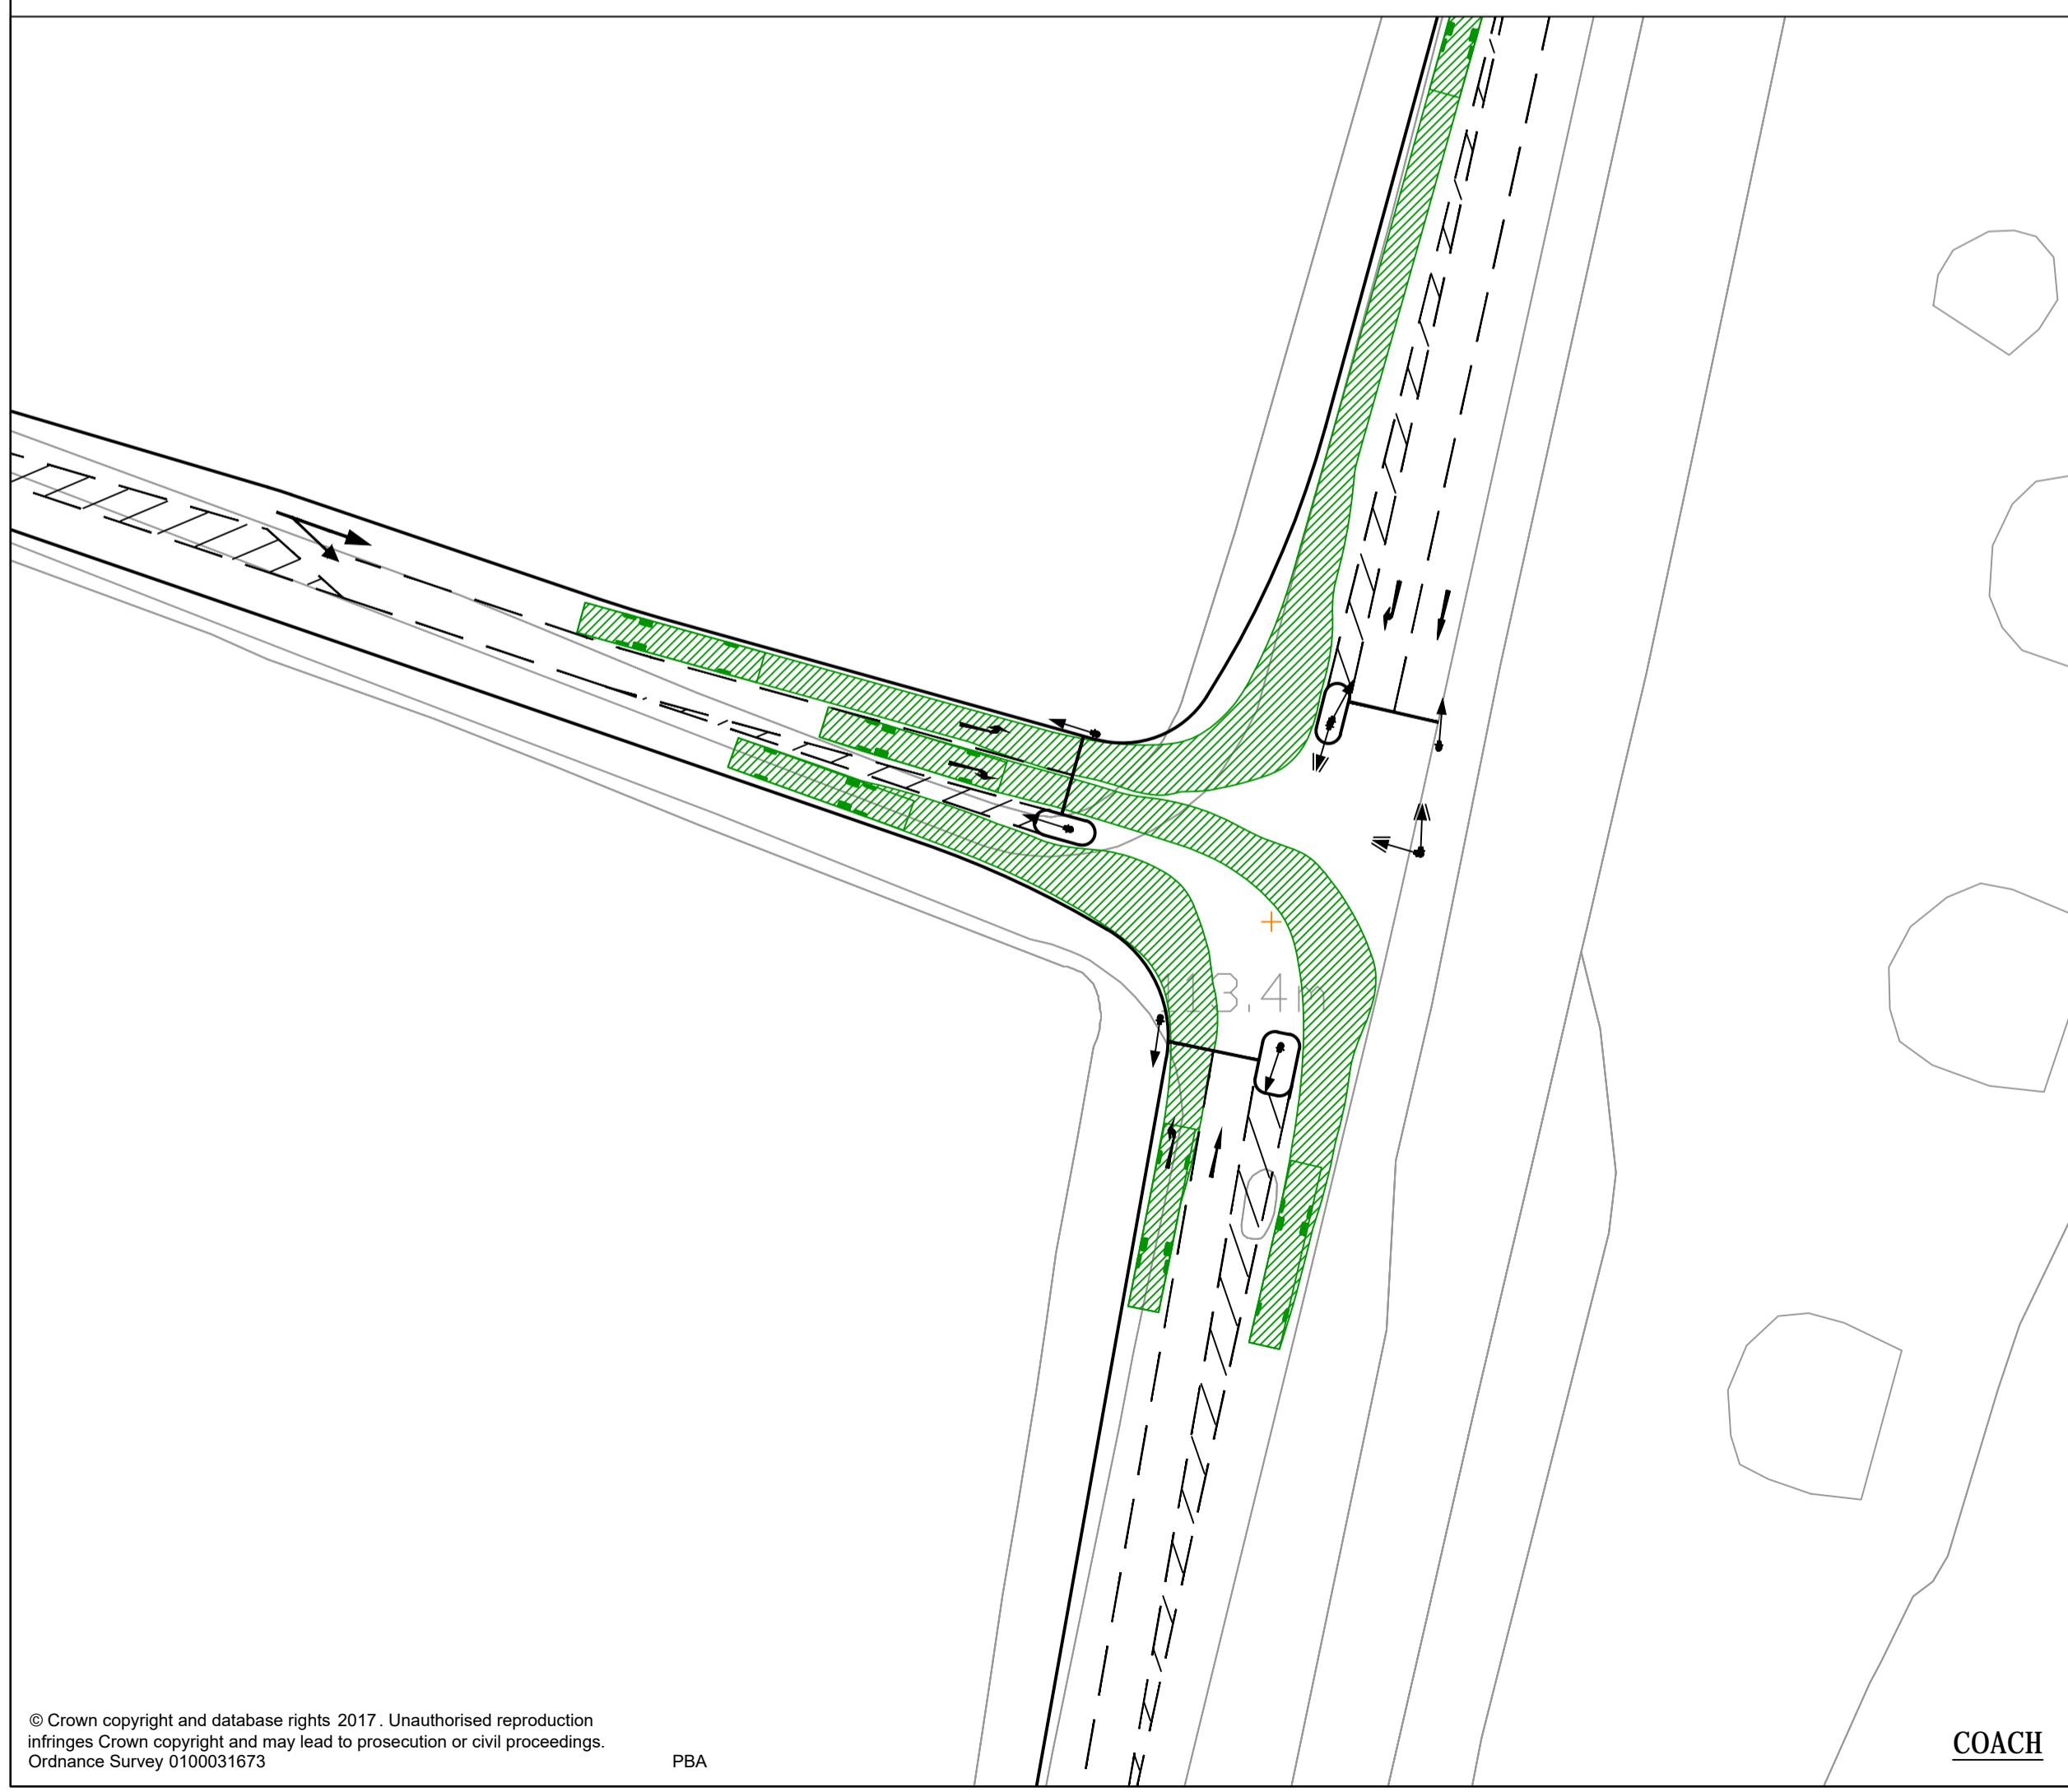 13.4m
© Crown copyright and database rights 2017. Unauthorised reproduction
infringes Crown copyright and may lead to prosecution or civil proceedings.
Ordnance Survey 0100031673
PBA
COACH